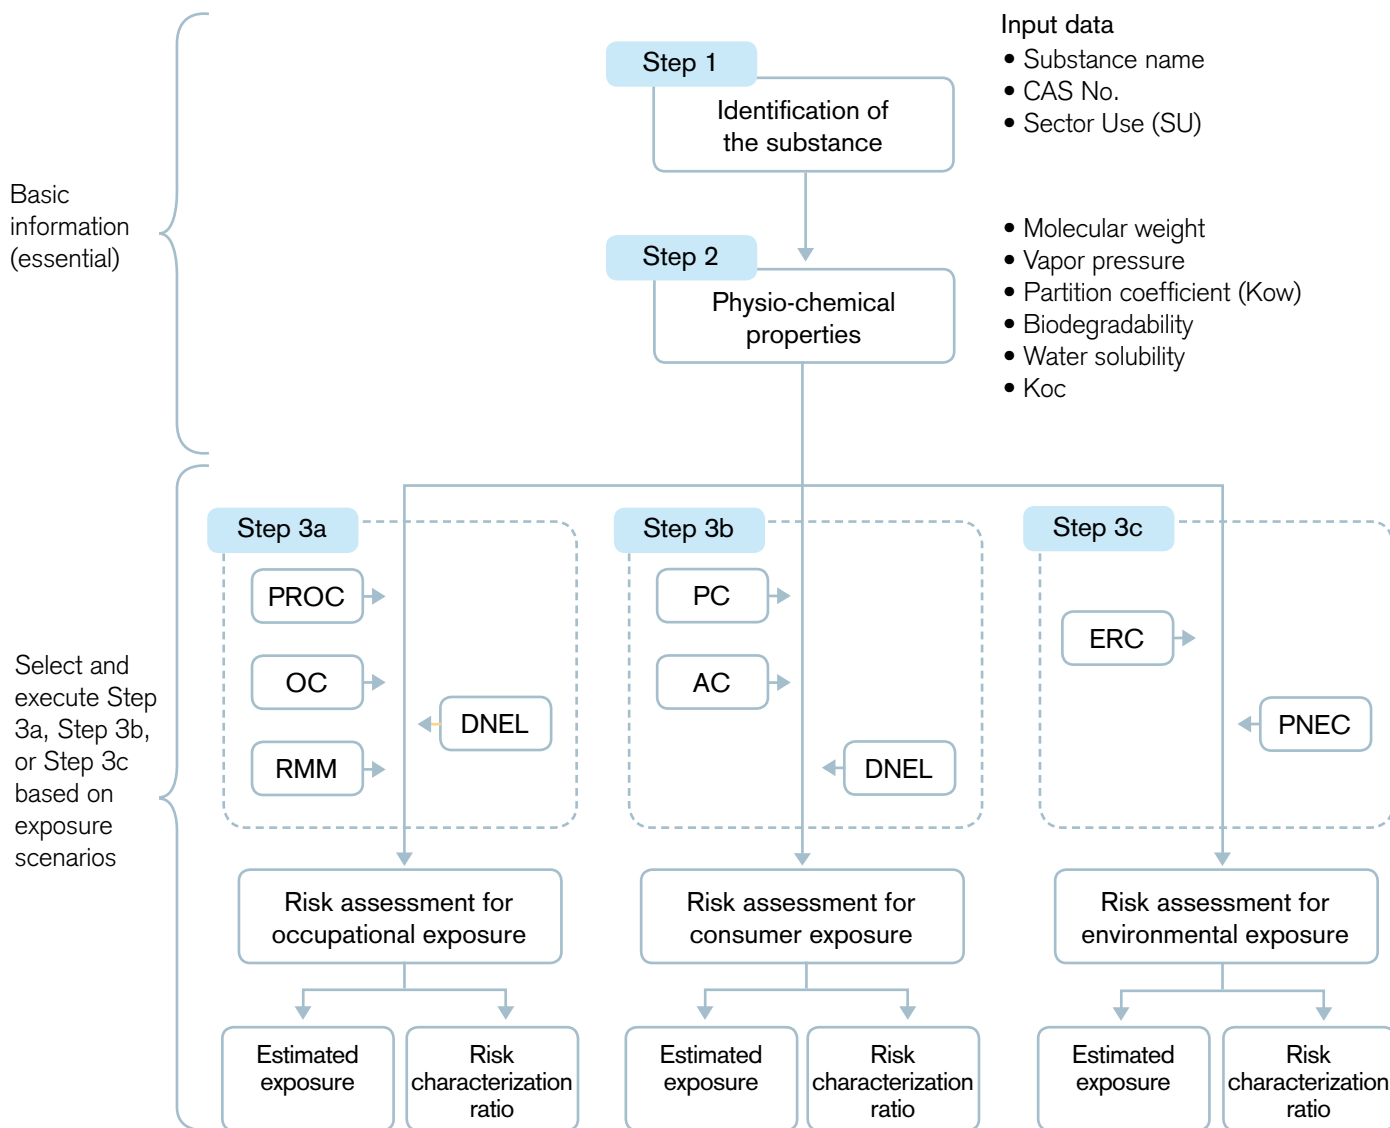 Input data
• Substance name
• CAS No.
• Sector Use (SU)
Step 1
Identification of
the substance
Basic
information
(essential)
• Molecular weight
• Vapor pressure
• Partition coefficient (Kow)
• Biodegradability
• Water solubility
• Koc
Step 2
Physio-chemical
properties
Select and
execute Step
3a, Step 3b,
or Step 3c
based on
exposure
scenarios
Step 3a
PROC
OC
RMM
DNEL
Risk assessment for
occupational exposure
Estimated
exposure
Risk
characterization
ratio
Step 3b
PC
AC
DNEL
Risk assessment for
consumer exposure
Estimated
exposure
Risk
characterization
ratio
Step 3c
ERC
PNEC
Risk assessment for
environmental exposure
Estimated
exposure
Risk
characterization
ratio